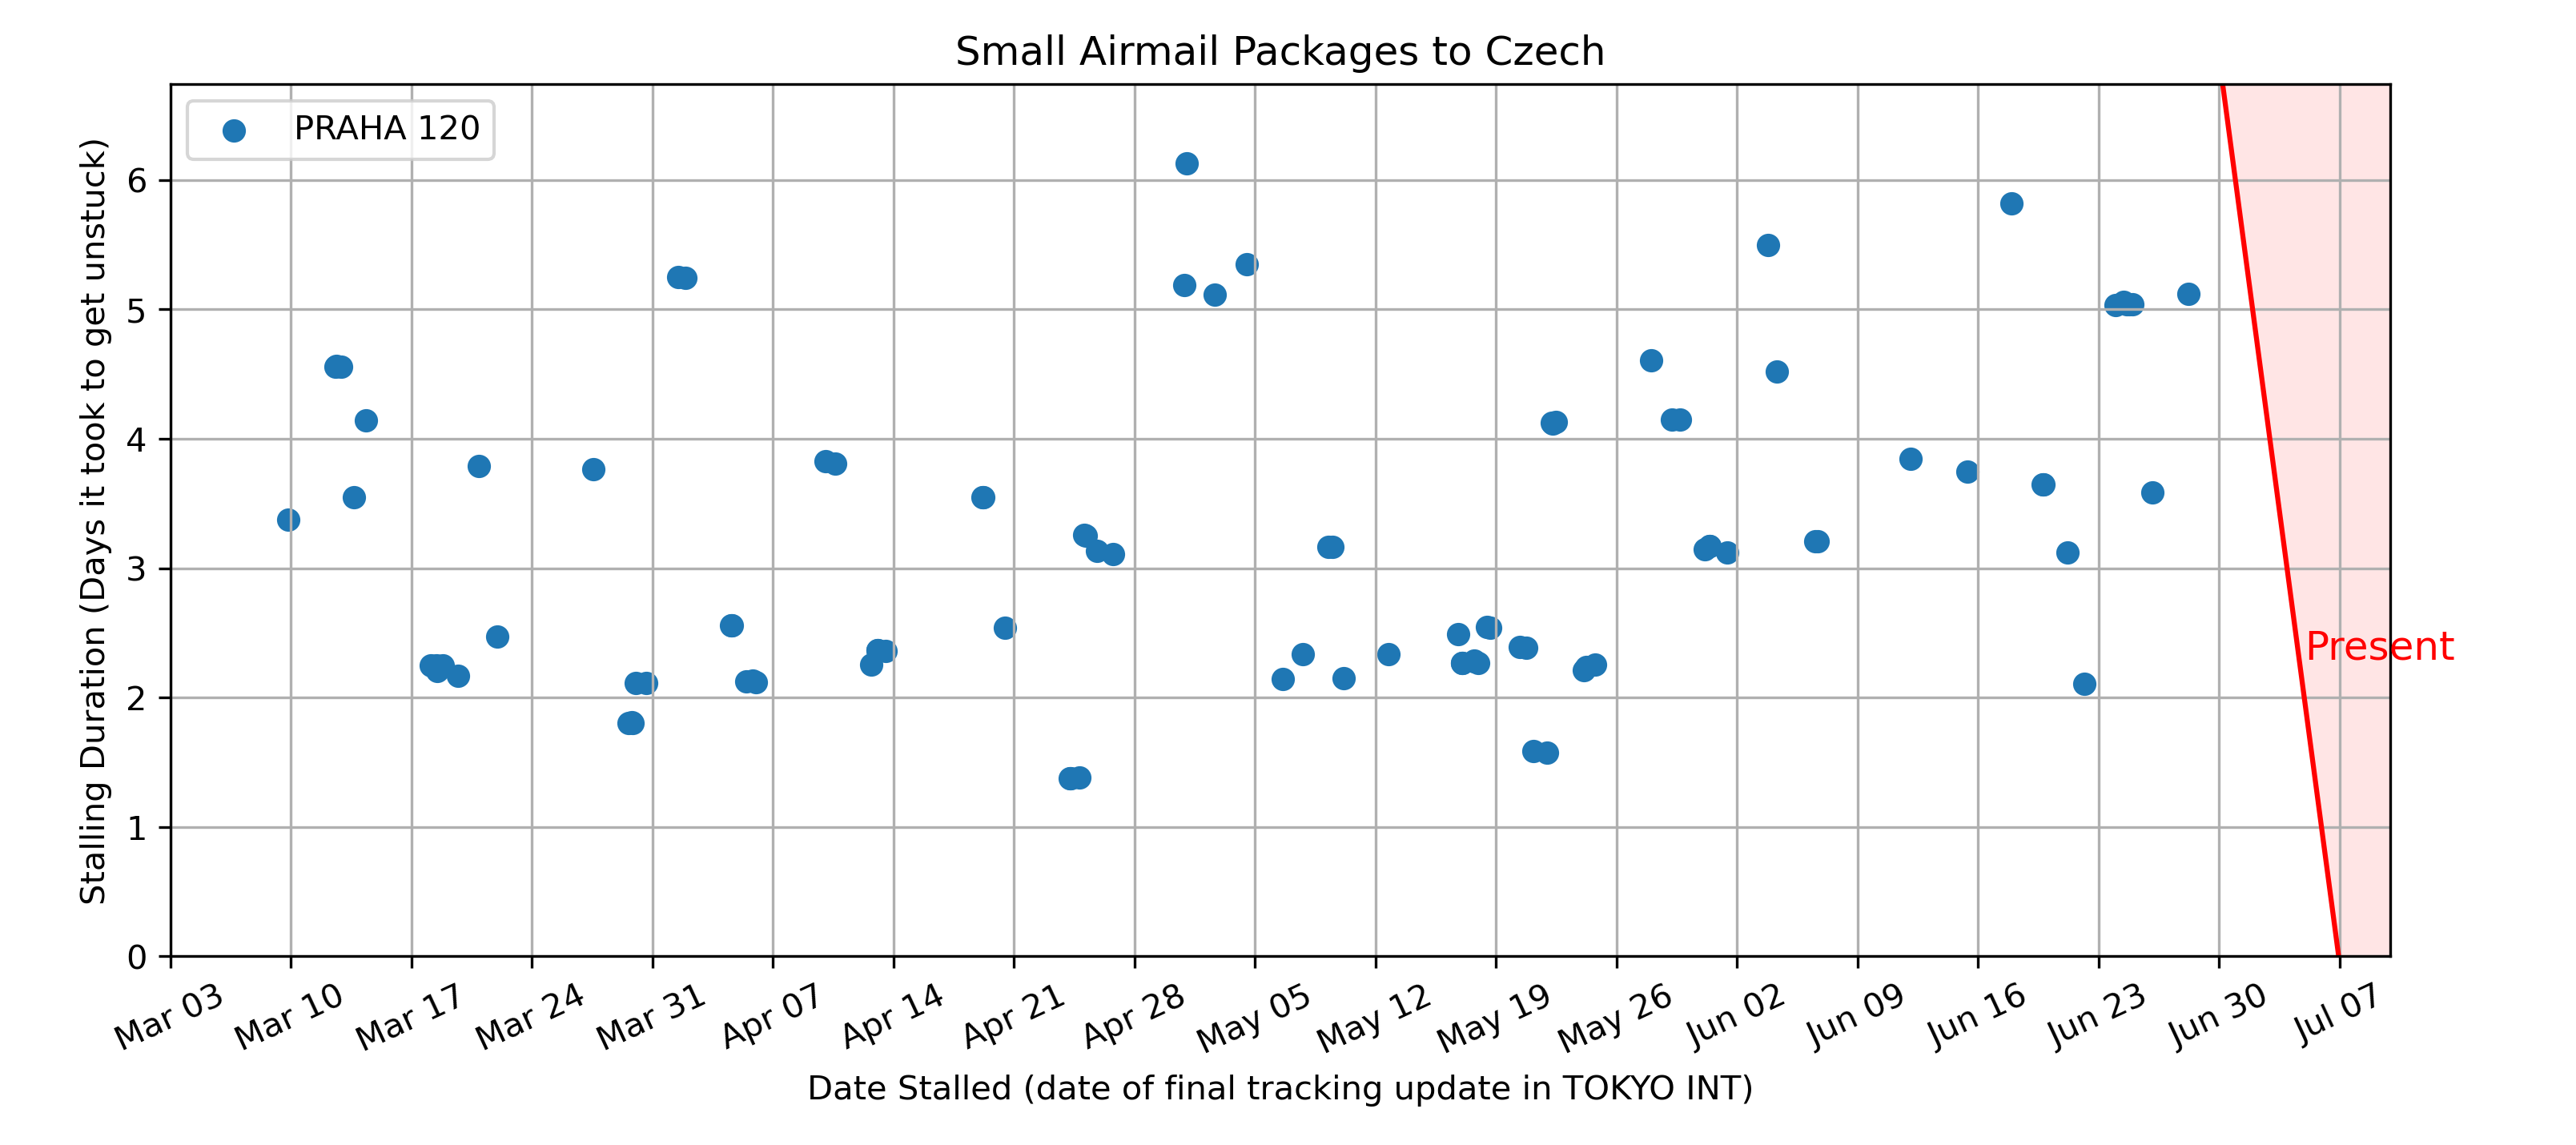 Small Airmail Packages to Czech
PRAHA 120
Stalling Duration (Days it took to get unstuck)
6
5
4
3
2
1
0
Present
Mar 03
Mar 10
Mar 17
Mar 24
Mar 31
Apr 07
Apr 14
Apr 21
Apr 28
May 05
May 12
May 19
May 26
Jun 02
Jun 09
Jun 16
Jun 23
Jun 30
Jul 07
Date Stalled (date of final tracking update in TOKYO INT)